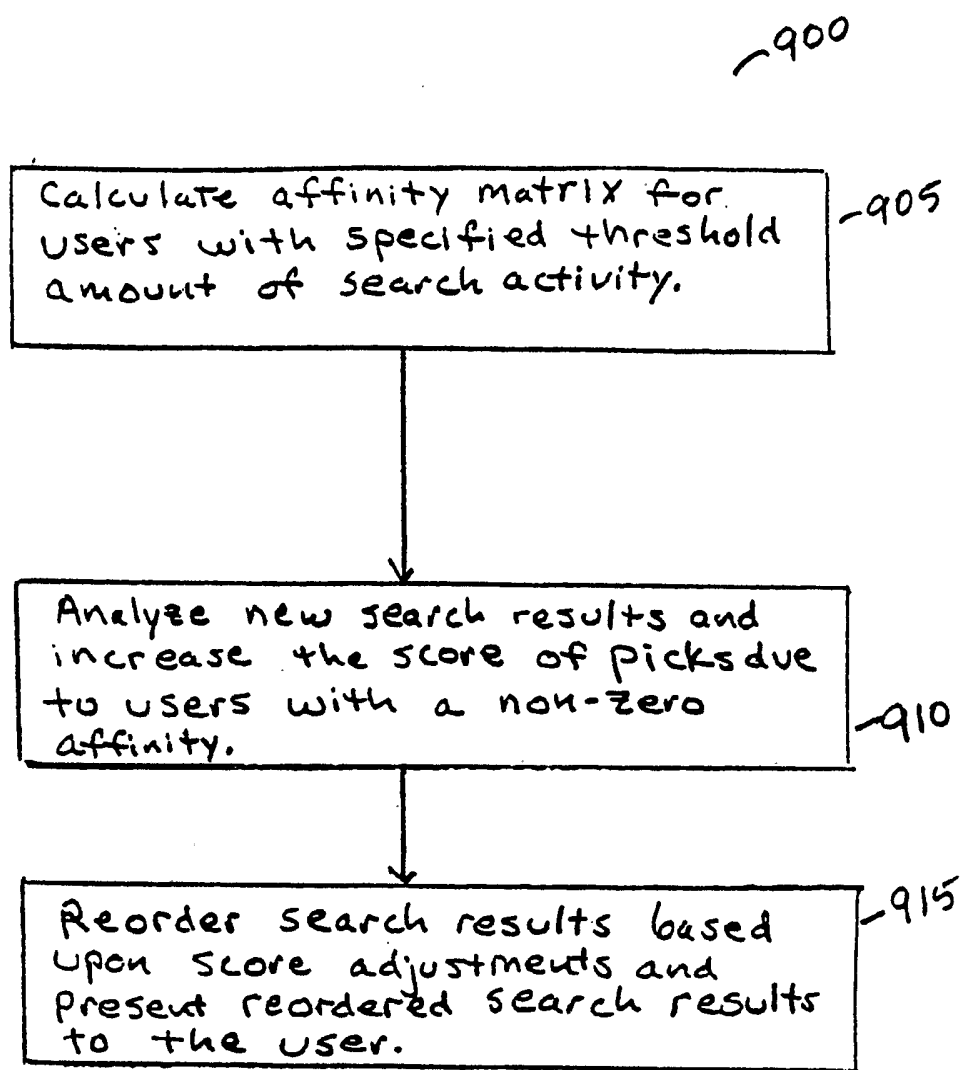 900
Calculate affinity matrix for
905
users with specified threshold
amount of search activity.
Analyze new search results and
increase the score of picks due
to users with a non-zero
910
affinity.
Reorder search results based
915
upon score adjustments and
present reordered search results
to the user.